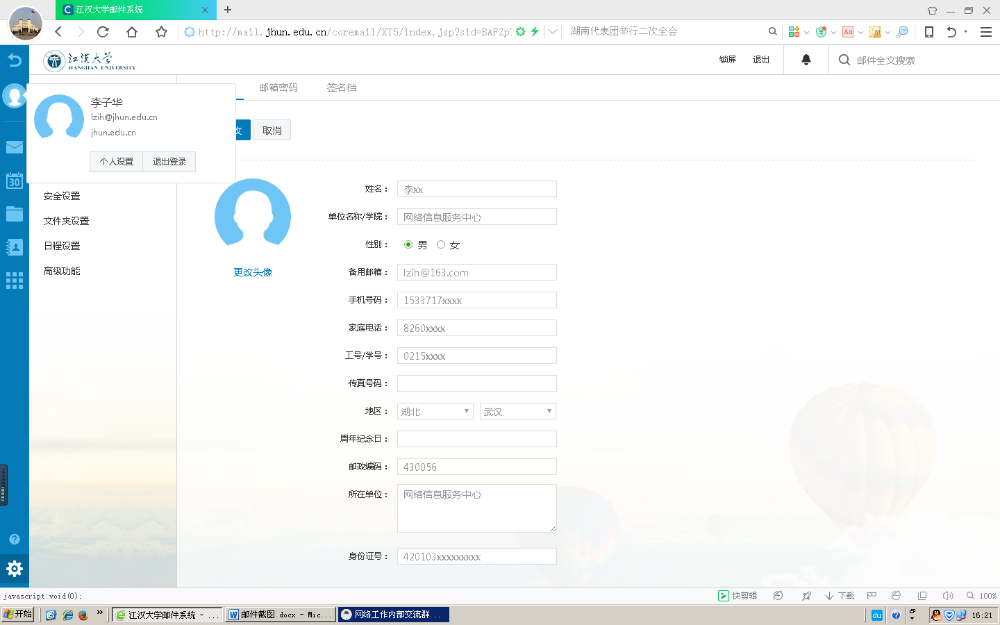 江汉大学邮件系统
http://mail.jhun.edu.cn/coremail/XT5/index.jsp?sid=BAFZp
湖南代表团举行二次全会
江汉大学
JIANGHAN UNIVERSITY
锁屏
退出
邮件全文搜索
邮箱密码
签名档
李子华
lzih@jhun.edu.cn
jhun.edu.cn
个人设置
退出登录
改
取消
30
安全设置
文件夹设置
日程设置
高级功能
更改头像
姓名：
李xx
单位名称/学院：
网络信息服务中心
性别：
男
女
备用邮箱：
lzih@163.com
手机号码：
1533717xxxx
家庭电话：
8260xxxx
工号/学号：
0215xxxx
传真号码：
地区：
湖北
武汉
周年纪念日：
邮政编码：
430056
所在单位：
网络信息服务中心
身份证号：
420103xxxxxxxxx
javascript:void(0);
快剪辑
下载
100%
开始
江汉大学邮件系统 - ...
邮件截图.docx - Mic...
网络工作内部交流群...
du
16:21